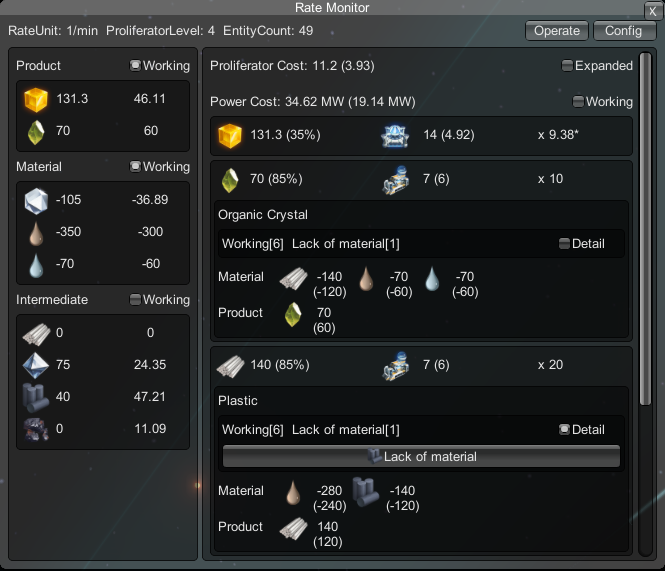 Rate Monitor
X
RateUnit: 1/min ProliferatorLevel: 4 EntityCount: 49
Operate
Config
Product
Working
131.3 46.11
70 60
Material
Working
-105 -36.89
-350 -300
-70 -60
Intermediate
Working
0 0
75 24.35
40 47.21
0 11.09
Proliferator Cost: 11.2 (3.93)
Expanded
Power Cost: 34.62 MW (19.14 MW)
Working
131.3 (35%) 14 (4.92) x 9.38*
70 (85%) 7 (6) x 10
Organic Crystal
Working[6] Lack of material[1]
Detail
Material -140 -70 -70
(-120) (-60) (-60)
Product 70
(60)
140 (85%) 7 (6) x 20
Plastic
Working[6] Lack of material[1]
Detail
Lack of material
Material -280 -140
(-240) (-120)
Product 140
(120)